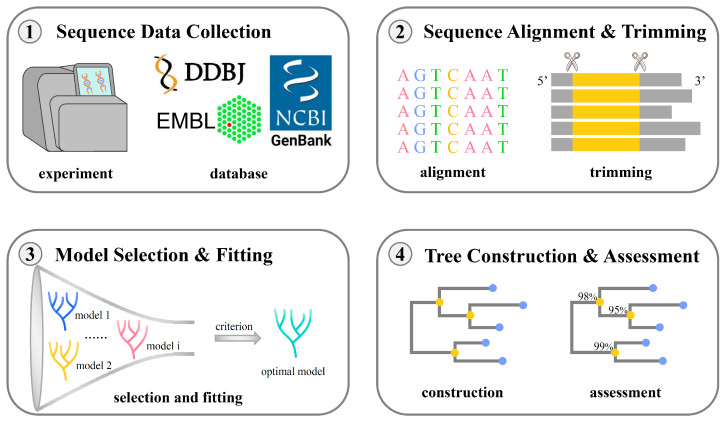 1 Sequence Data Collection
DDBJ
EMBL
NCBI
GenBank
experiment
database
2 Sequence Alignment & Trimming
5’
3’
AGTCAAT
AGTCAAT
AGTCAAT
AGTCAAT
AGTCAAT
alignment
trimming
3 Model Selection & Fitting
model 1
......
model 2
model i
criterion
optimal model
selection and fitting
4 Tree Construction & Assessment
98%
95%
99%
construction
assessment